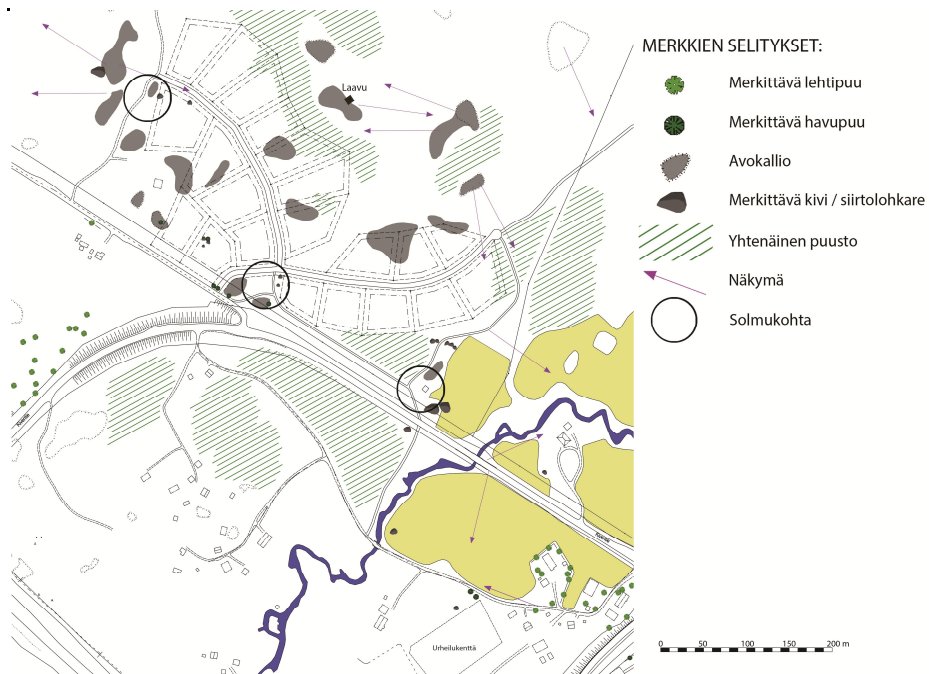 MERKKIEN SELITYKSET:
Merkittävä lehtipuu
Laavu
Merkittävä havupuu
Avokallio
Merkittävä kivi / siirtolohkare
Yhtenäinen puusto
Näkymä
Solmukohta
Urheilukenttä
0 50 100 150 200 m